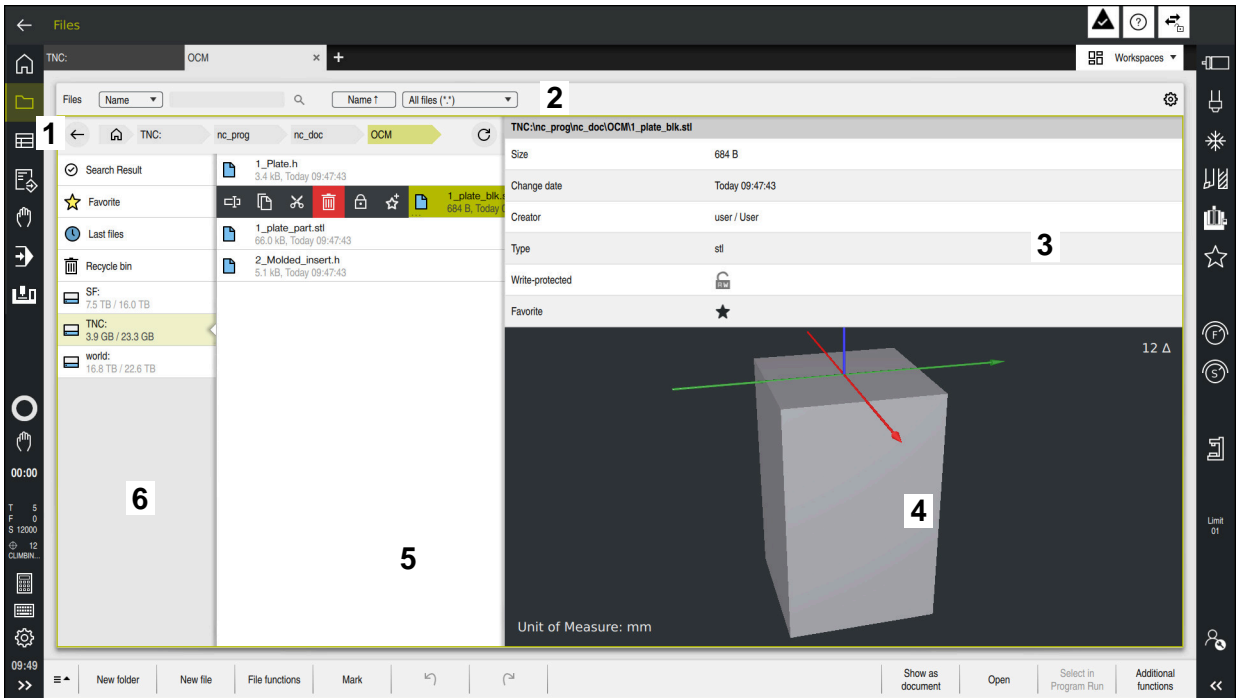 Files
TNC:
OCM
Workspaces
Files
Name
Name
All files (*.*)
2
1
TNC:
nc_prog
nc_doc
OCM
TNC:\nc_prog\nc_doc\OCM\1_plate_blk.stl
Search Result
Favorite
Last files
Recycle bin
SF:
7.5 TB / 16.0 TB
TNC:
3.9 GB / 23.3 GB
world:
16.8 TB / 22.6 TB
6
1_Plate.h
3.4 kB, Today 09:47:43
1_plate_blk.s
684 B, Today
1_plate_part.stl
66.0 kB, Today 09:47:43
2_Molded_insert.h
5.1 kB, Today 09:47:43
5
Size 684 B
Change date Today 09:47:43
Creator user / User
Type stl
3
Write-protected
RW
Favorite
12 Δ
4
Unit of Measure: mm
00:00
T 5
F 0
S 12000
12
CLIMBIN...
09:49
F
S
Limit
01
New folder
New file
File functions
Mark
Show as
document
Open
Select in
Program Run
Additional
functions